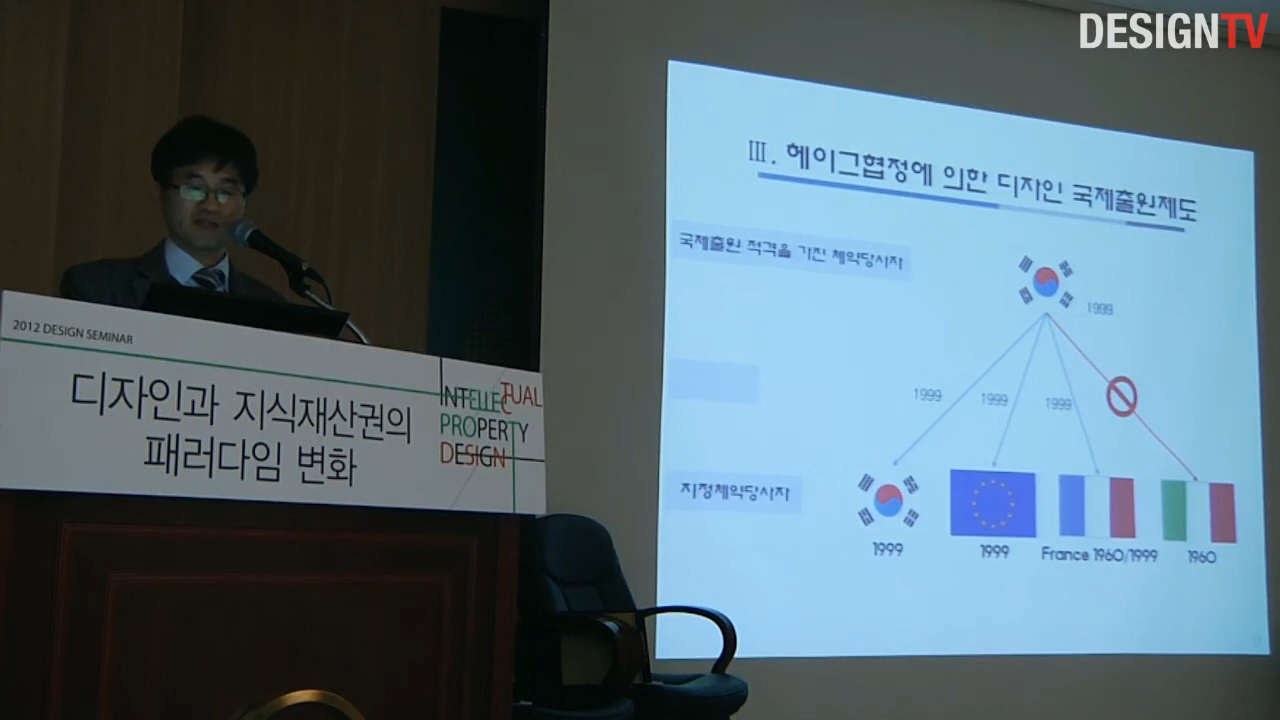 DESIGNTV
2012 DESIGN SEMINAR
디자인과 지식재산권의
패러다임 변화
INTELLECTUAL
PROPERTY
DESIGN
Ⅲ. 헤이그협정에 의한 디자인 국제출원제도
국제출원 적격을 가진 체약당사자
1999
1999
1999
1999
지정체약당사자
1999
1999
France 1960/1999
1960